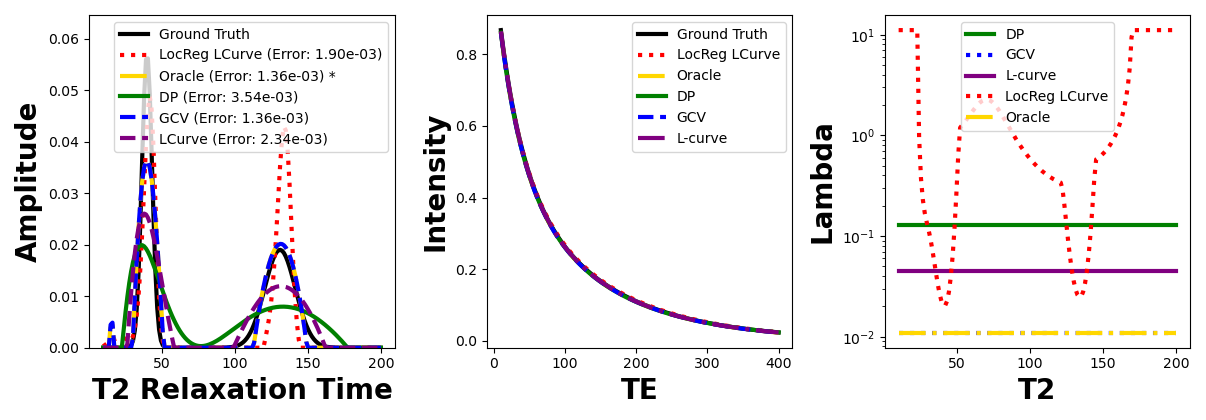 Amplitude
0.06
0.05
0.04
0.03
0.02
0.01
0.00
50
100
150
200
T2 Relaxation Time
Ground Truth
LocReg LCurve (Error: 1.90e-03)
Oracle (Error: 1.36e-03) *
DP (Error: 3.54e-03)
GCV (Error: 1.36e-03)
LCurve (Error: 2.34e-03)
Intensity
0.8
0.6
0.4
0.2
0.0
0
100
200
300
400
TE
Ground Truth
LocReg LCurve
Oracle
DP
GCV
L-curve
Lambda
10¹
10⁰
10⁻¹
10⁻²
50
100
150
200
T2
DP
GCV
L-curve
LocReg LCurve
Oracle